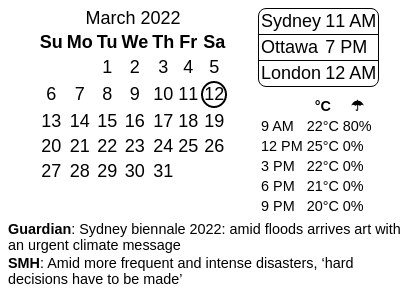 March 2022
Su Mo Tu We Th Fr Sa
1 2 3 4 5
6 7 8 9 10 11 12
13 14 15 16 17 18 19
20 21 22 23 24 25 26
27 28 29 30 31
Sydney 11 AM
Ottawa 7 PM
London 12 AM
°C ☂
9 AM 22°C 80%
12 PM 25°C 0%
3 PM 22°C 0%
6 PM 21°C 0%
9 PM 20°C 0%
Guardian: Sydney biennale 2022: amid floods arrives art with
an urgent climate message
SMH: Amid more frequent and intense disasters, ‘hard
decisions have to be made’